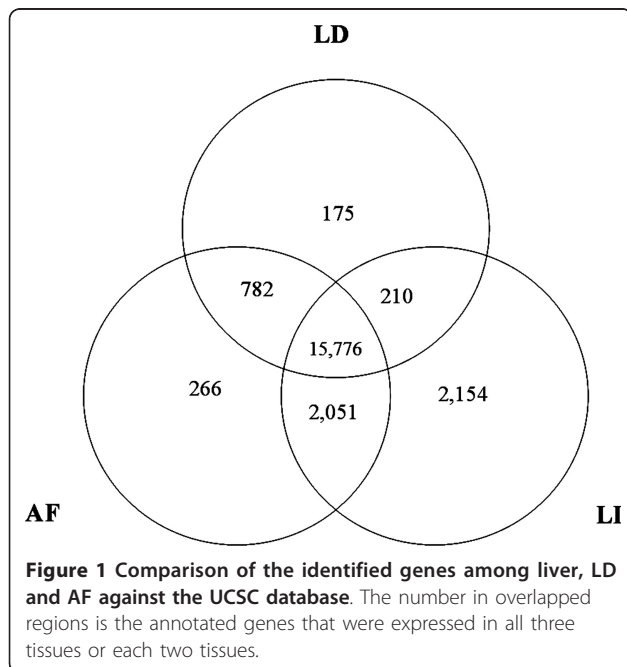 LD
175
782
210
15,776
266
2,051
2,154
AF
LI
Figure 1 Comparison of the identified genes among liver, LD
and AF against the UCSC database. The number in overlapped
regions is the annotated genes that were expressed in all three
tissues or each two tissues.